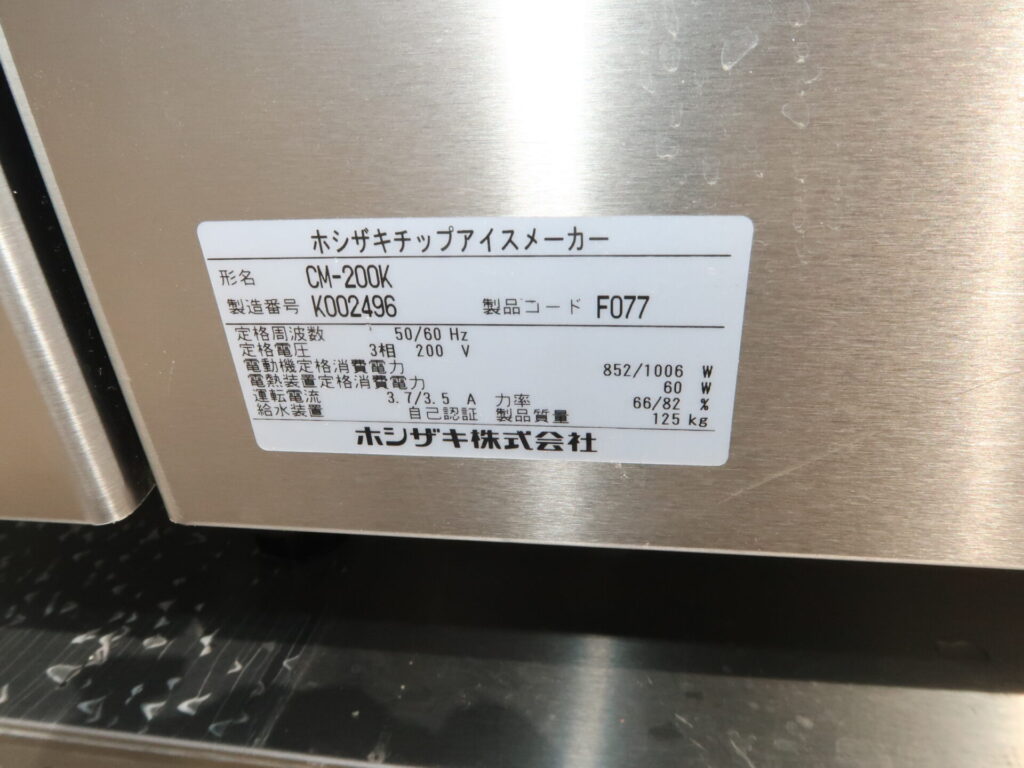 ホシザキチップアイスメーカー
形名 CM-200K
製造番号 K002496 製品コード F077
定格周波数 50/60 Hz
定格電圧 3相 200 V
電動機定格消費電力 852/1006 W
電熱装置定格消費電力 60 W
運転電流 3.7/3.5 A 力率 66/82 %
給水装置 自己認証 製品質量 125 kg
ホシザキ株式会社